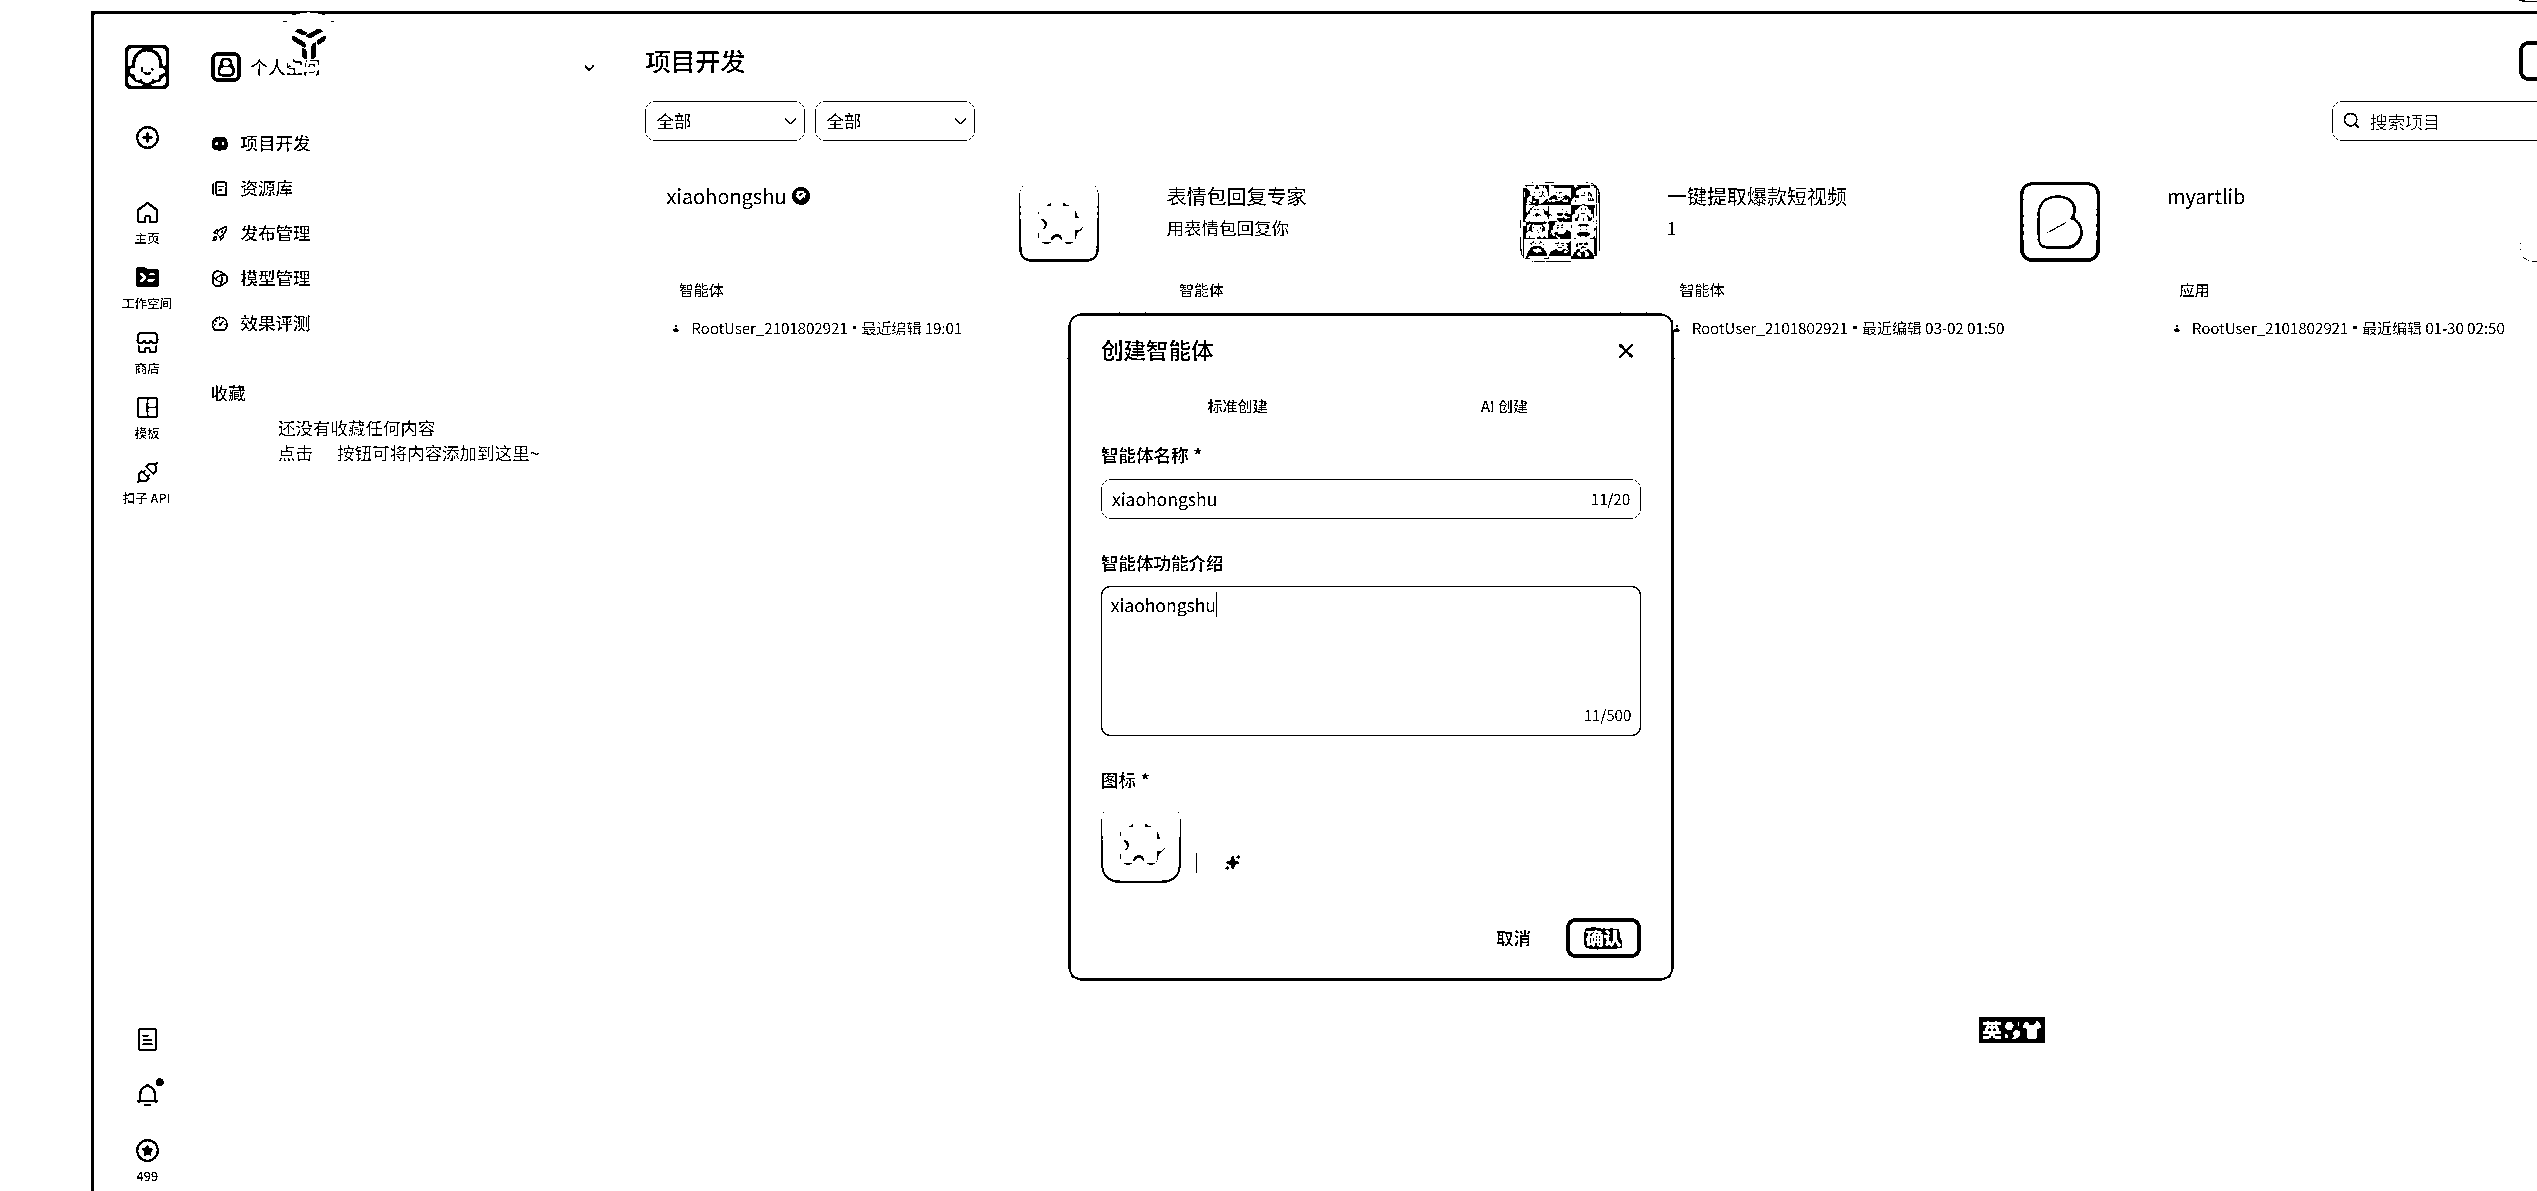 个人空间
项目开发
资源库
发布管理
模型管理
效果评测
收藏
还没有收藏任何内容
点击 按钮可将内容添加到这里~
主页
工作空间
商店
模板
扣子 API
499
项目开发
全部
全部
搜索项目
xiaohongshu
智能体
RootUser_2101802921 • 最近编辑 19:01
表情包回复专家
用表情包回复你
智能体
一键提取爆款短视频
1
智能体
RootUser_2101802921 • 最近编辑 03-02 01:50
myartlib
应用
RootUser_2101802921 • 最近编辑 01-30 02:50
创建智能体
标准创建
AI 创建
智能体名称 *
xiaohongshu
11/20
智能体功能介绍
xiaohongshu
11/500
图标 *
取消
确认
英